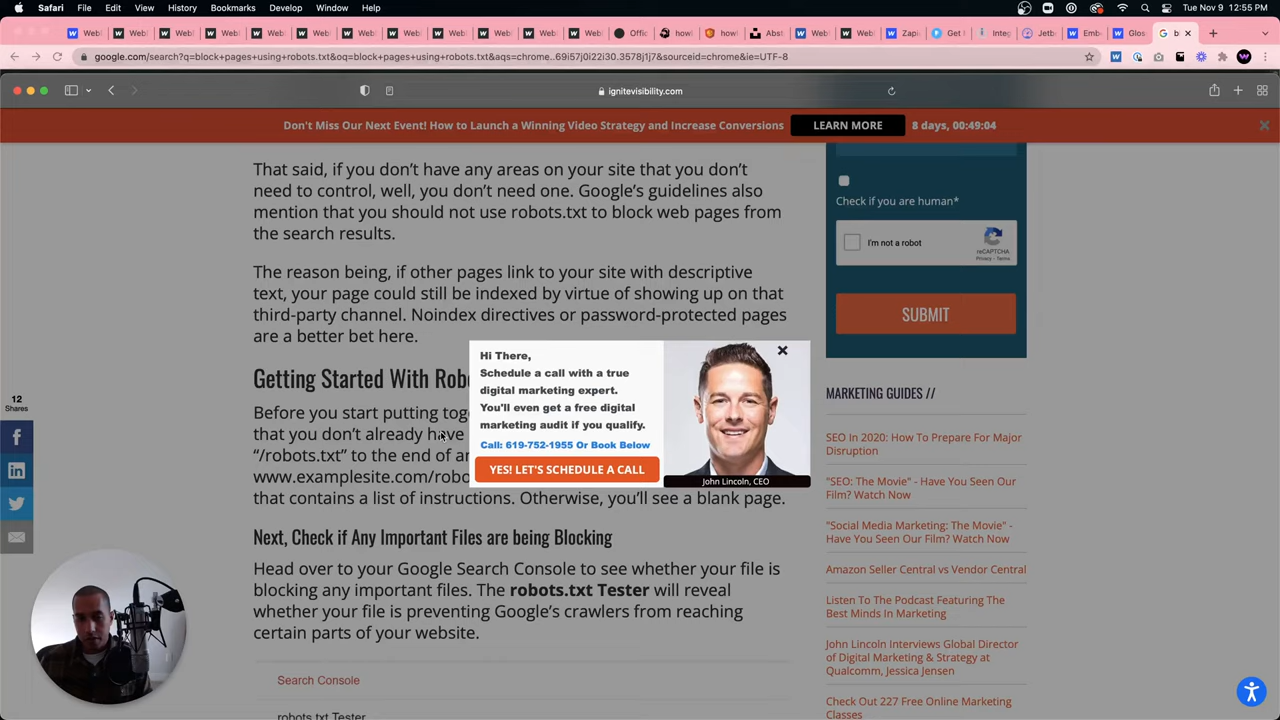 Safari File Edit View History Bookmarks Develop Window Help
Tue Nov 9 12:55 PM
google.com/search?q=block+pages+using+robots.txt&oq=block+pages+using+robots.txt&aqs=chrome..69i57j0i22i30.3578j1j7&sourceid=chrome&ie=UTF-8
ignitevisibility.com
Don't Miss Our Next Event! How to Launch a Winning Video Strategy and Increase Conversions
LEARN MORE
8 days, 00:49:04
That said, if you don't have any areas on your site that you don't
need to control, well, you don't need one. Google's guidelines also
mention that you should not use robots.txt to block web pages from
the search results.
The reason being, if other pages link to your site with descriptive
text, your page could still be indexed by virtue of showing up on that
third-party channel. Noindex directives or password-protected pages
are a better bet here.
Getting Started With Rob
Before you start putting tog
that you don't already have
"/robots.txt" to the end of an
www.examplesite.com/robo
that contains a list of instructions. Otherwise, you'll see a blank page.
Next, Check if Any Important Files are being Blocking
Head over to your Google Search Console to see whether your file is
blocking any important files. The robots.txt Tester will reveal
whether your file is preventing Google's crawlers from reaching
certain parts of your website.
Search Console
robots.txt Tester
Hi There,
Schedule a call with a true
digital marketing expert.
You'll even get a free digital
marketing audit if you qualify.
Call: 619-752-1955 Or Book Below
YES! LET'S SCHEDULE A CALL
John Lincoln, CEO
12
Shares
Check if you are human*
I'm not a robot
reCAPTCHA
Privacy - Terms
SUBMIT
MARKETING GUIDES //
SEO In 2020: How To Prepare For Major
Disruption
"SEO: The Movie" - Have You Seen Our
Film? Watch Now
"Social Media Marketing: The Movie" -
Have You Seen Our Film? Watch Now
Amazon Seller Central vs Vendor Central
Listen To The Podcast Featuring The
Best Minds In Marketing
John Lincoln Interviews Global Director
of Digital Marketing & Strategy at
Qualcomm, Jessica Jensen
Check Out 227 Free Online Marketing
Classes